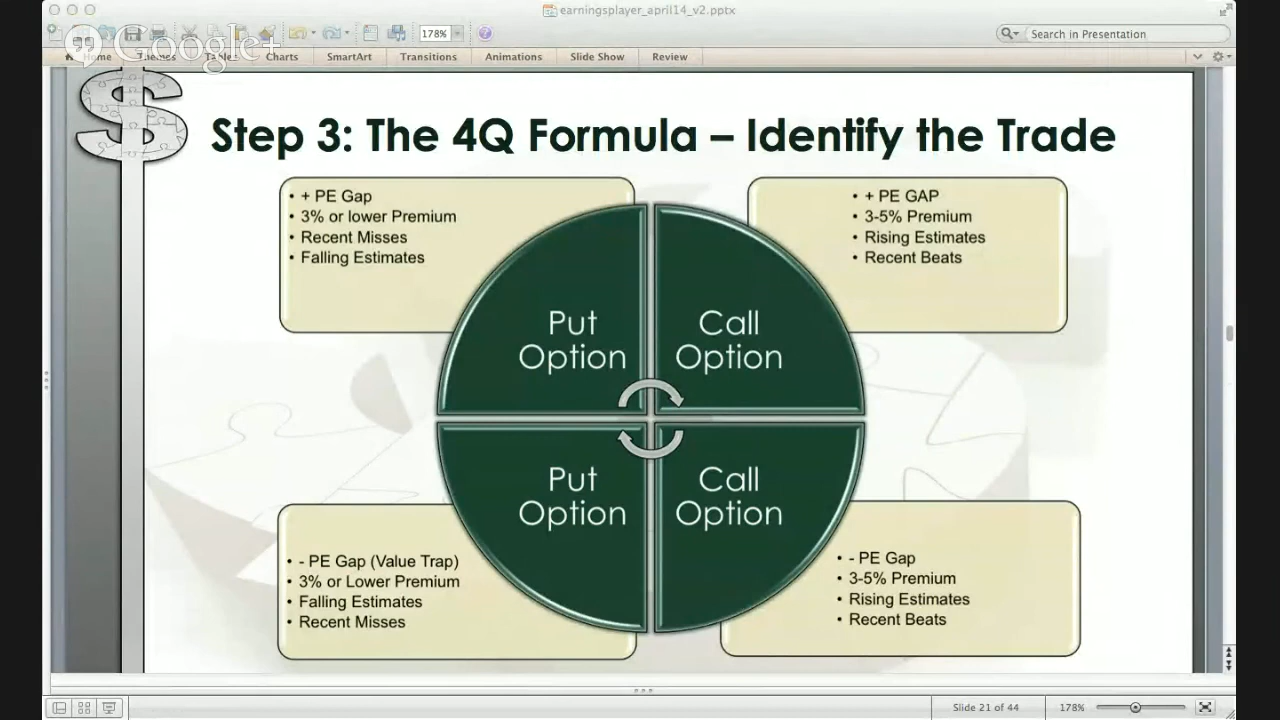 earningsplayer_april14_v2.pptx
Google+
178%
Search in Presentation
Home Themes Tables Charts SmartArt Transitions Animations Slide Show Review
$
Step 3: The 4Q Formula – Identify the Trade
• + PE Gap
• 3% or lower Premium
• Recent Misses
• Falling Estimates
• + PE GAP
• 3-5% Premium
• Rising Estimates
• Recent Beats
Put
Option
Call
Option
Put
Option
Call
Option
• - PE Gap (Value Trap)
• 3% or Lower Premium
• Falling Estimates
• Recent Misses
• - PE Gap
• 3-5% Premium
• Rising Estimates
• Recent Beats
Slide 21 of 44
178%